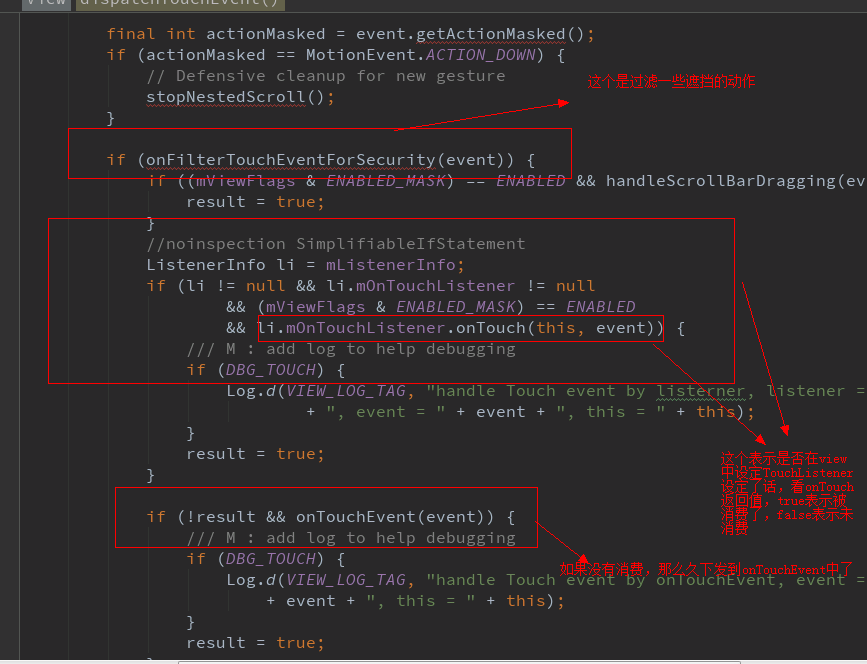 View dispatchTouchEvent()
final int actionMasked = event.getActionMasked();
if (actionMasked == MotionEvent.ACTION_DOWN) {
// Defensive cleanup for new gesture
这个是过滤一些遮挡的动作
stopNestedScroll();
}
if (onFilterTouchEventForSecurity(event)) {
if ((mViewFlags & ENABLED_MASK) == ENABLED && handleScrollBarDragging(ev
result = true;
}
//noinspection SimplifiableIfStatement
ListenerInfo li = mListenerInfo;
if (li != null && li.mOnTouchListener != null
&& (mViewFlags & ENABLED_MASK) == ENABLED
&& li.mOnTouchListener.onTouch(this, event)) {
/// M : add log to help debugging
if (DBG_TOUCH) {
Log.d(VIEW_LOG_TAG, "handle Touch event by listerner, listener =
+ ", event = " + event + ", this = " + this);
}
result = true;
}
这个表示是否在view
中设定TouchListener
设定了话，看onTouch
返回值，true表示被
消费了，false表示未
消费
if (!result && onTouchEvent(event)) {
/// M : add log to help debugging
if (DBG_TOUCH) {
如果没有消费，那么久下发到onTouchEvent中了
Log.d(VIEW_LOG_TAG, "handle Touch event by onTouchEvent, event =
+ event + ", this = " + this);
}
result = true;